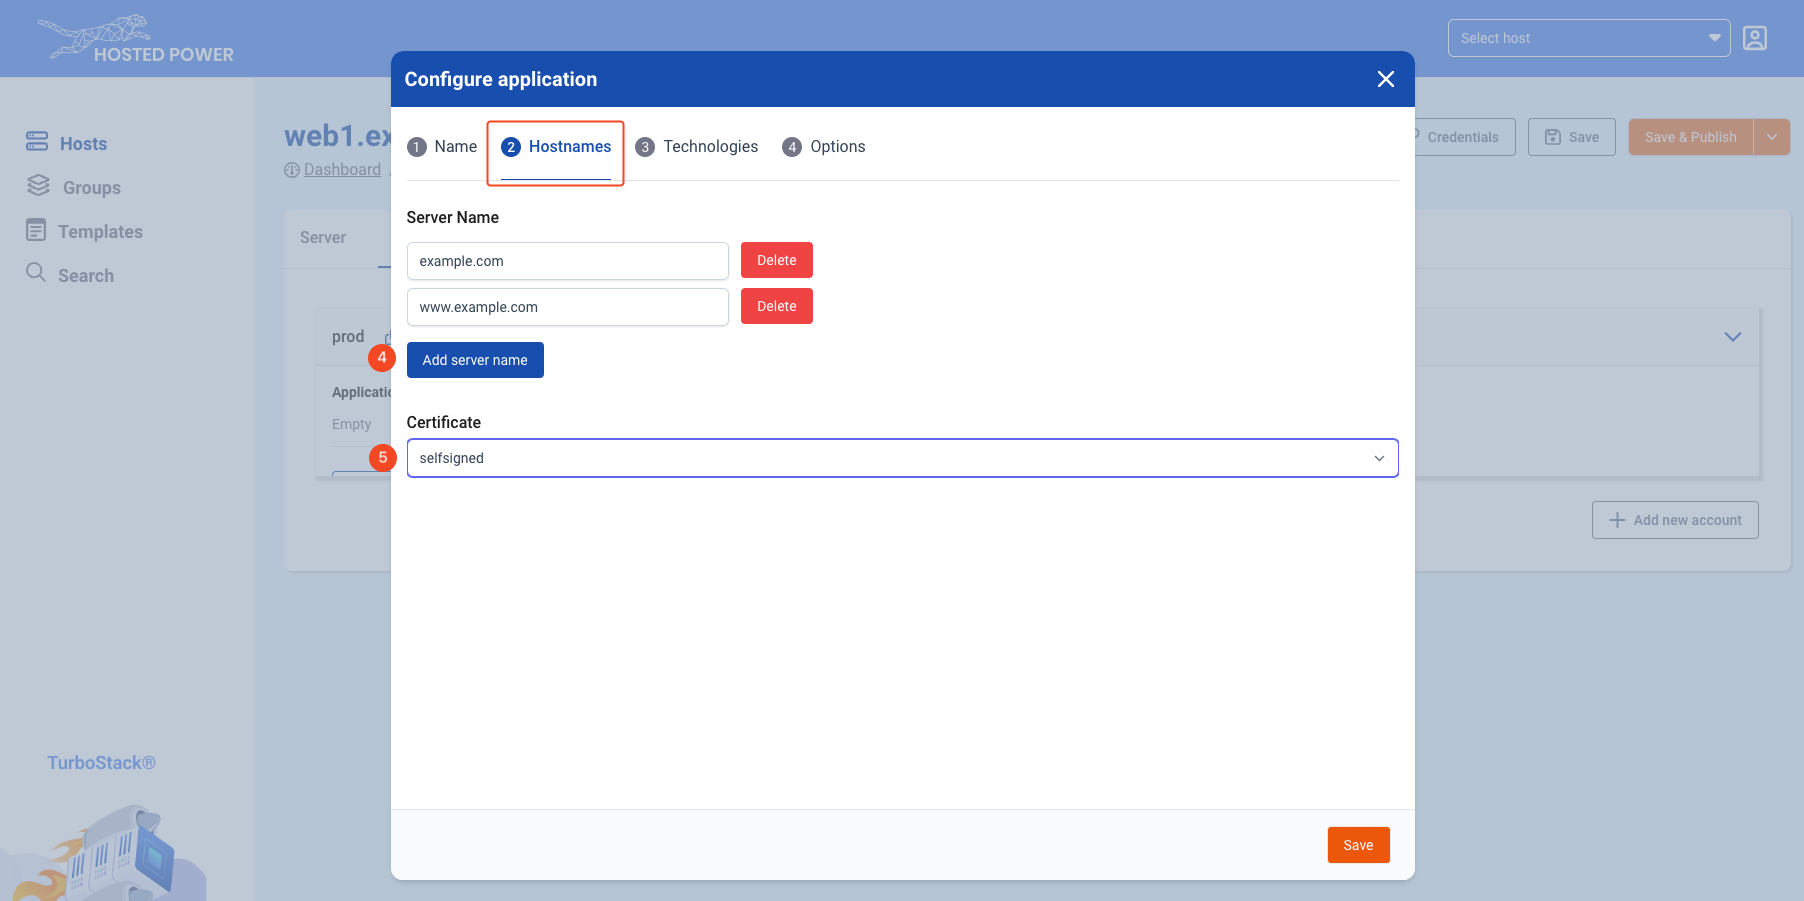 HOSTED POWER
Select host
Configure application
Hosts
Groups
Templates
Search
TurboStack®
web1.ex
Dashboard
Credentials
Save
Save & Publish
Server
prod
Empty
Add new account
1 Name
2 Hostnames
3 Technologies
4 Options
Server Name
example.com
Delete
www.example.com
Delete
4
Add server name
Certificate
5
selfsigned
Save